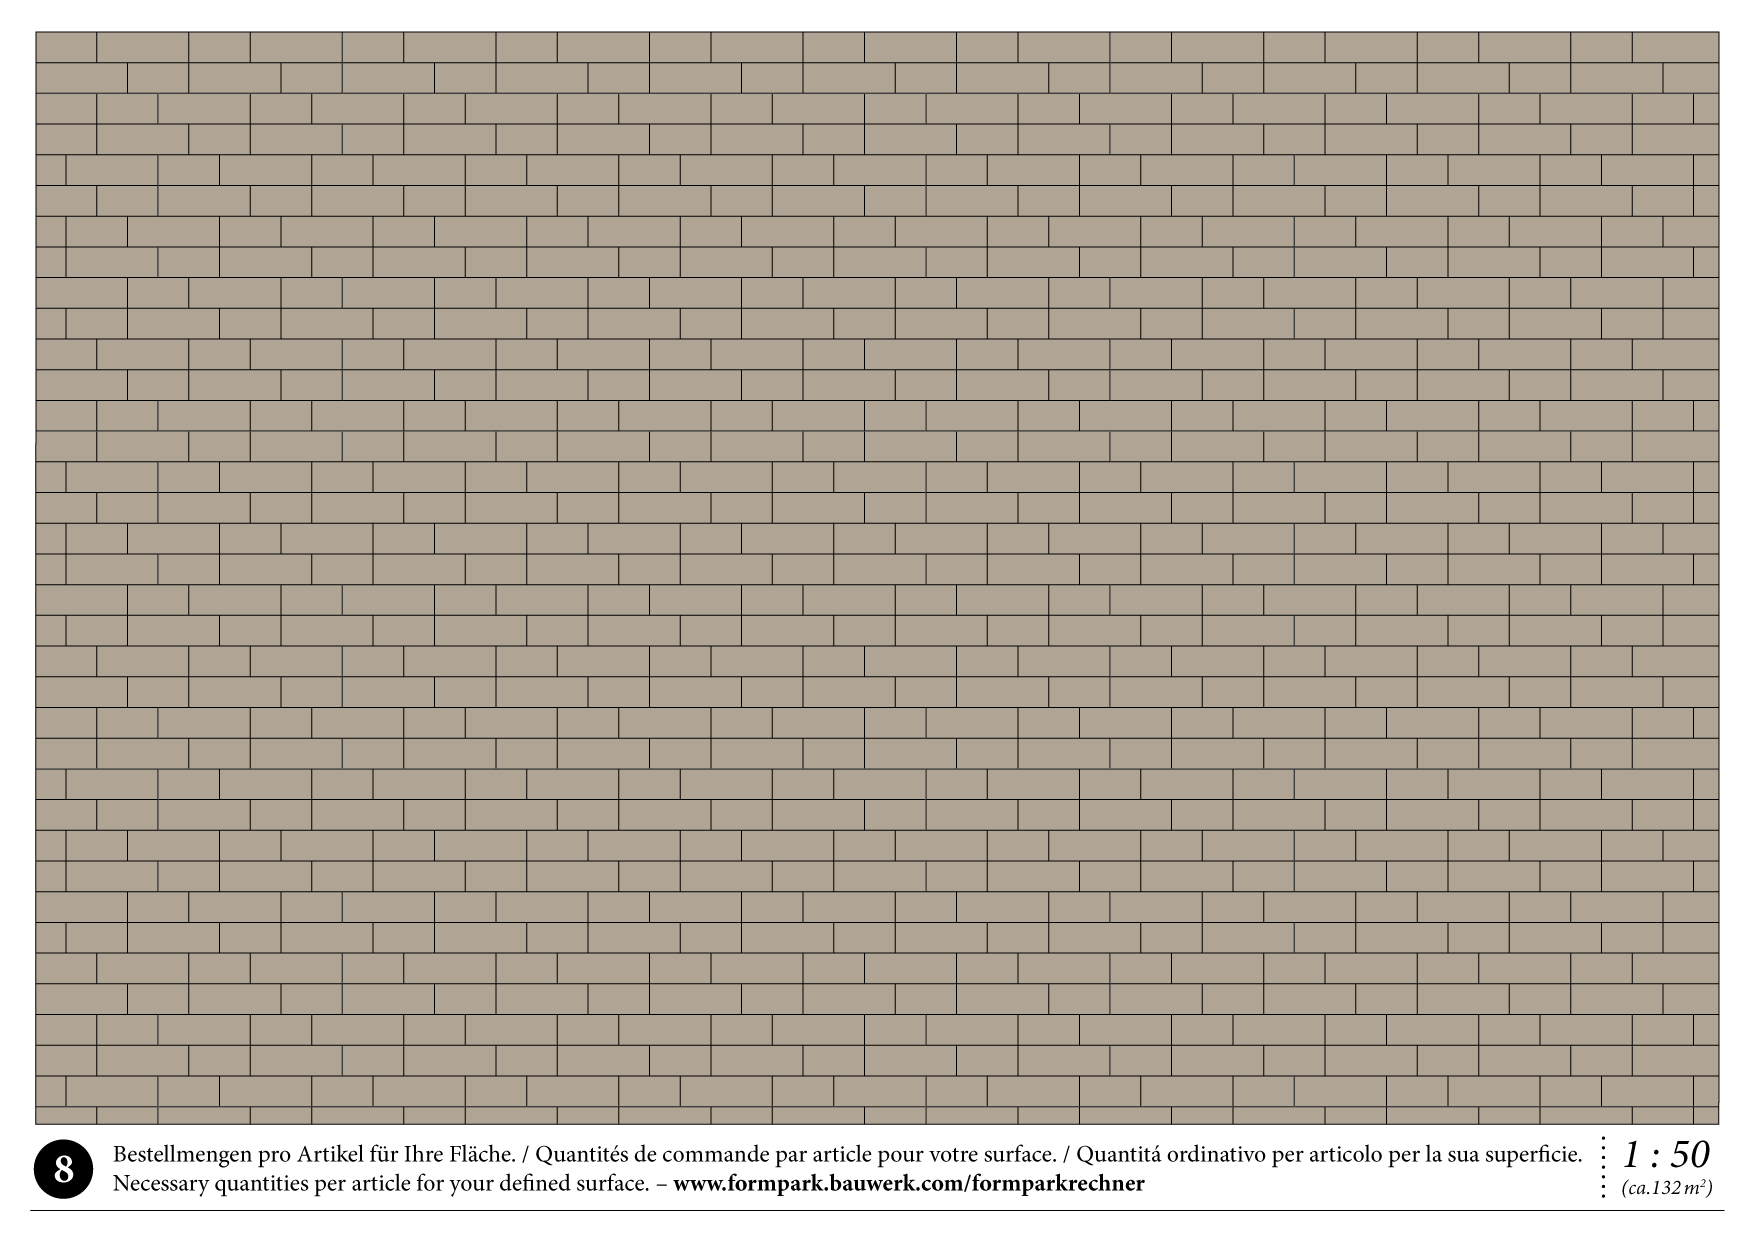 8
Bestellmengen pro Artikel für Ihre Fläche. / Quantités de commande par article pour votre surface. / Quantitá ordinativo per articolo per la sua superficie.
Necessary quantities per article for your defined surface. – www.formpark.bauwerk.com/formparkrechner
1 : 50
(ca.132 m²)